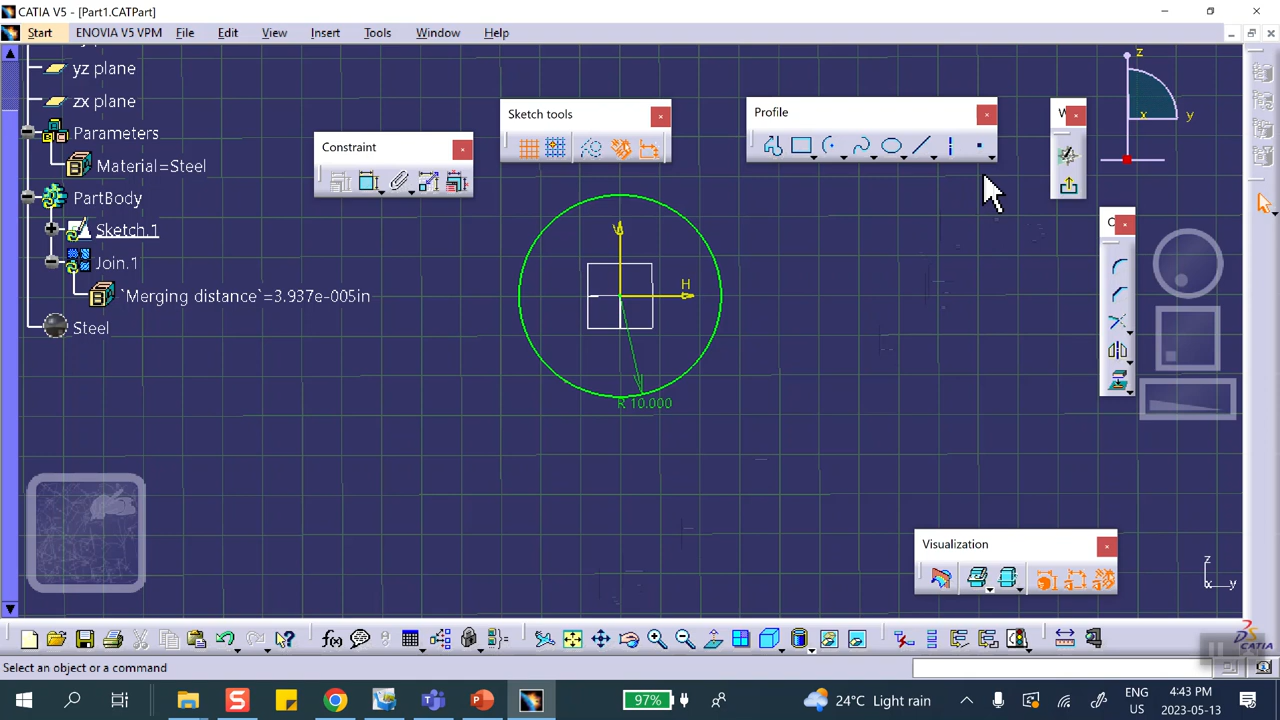 CATIA V5 - [Part1.CATPart]
Start ENOVIA V5 VPM File Edit View Insert Tools Window Help
yz plane
zx plane
Parameters
Material=Steel
PartBody
Sketch.1
Join.1
`Merging distance`=3.937e-005in
Steel
Constraint
Sketch tools
Profile
z
x
y
V
H
R 10.000
Visualization
z
x y
f(x)
CATIA
Select an object or a command
97%
24°C Light rain
ENG
US
4:43 PM
2023-05-13